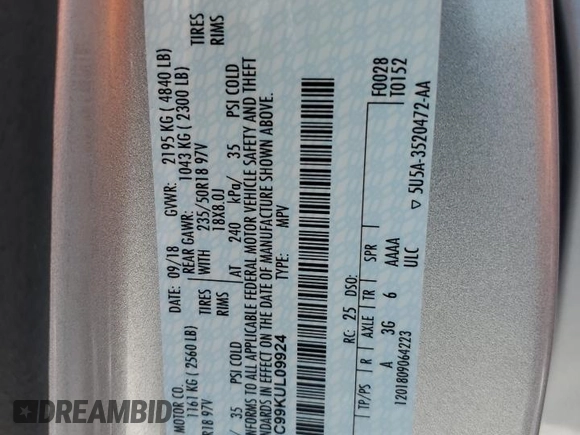 MOTOR CO.
DATE: 09/18 GVWR: 2195 KG ( 4840 LB)
1161 KG ( 2560 LB) REAR GAWR: 1043 KG ( 2300 LB)
R18 97V TIRES WITH 235/50R18 97V TIRES
RIMS 18X8.0J RIMS
/ 35 PSI COLD AT 240 kPa/ 35 PSI COLD
CONFORMS TO ALL APPLICABLE FEDERAL MOTOR VEHICLE SAFETY AND THEFT
STANDARDS IN EFFECT ON THE DATE OF MANUFACTURE SHOWN ABOVE.
C99KUL09924 TYPE: MPV
F0028
T0152
RC: 25 DSO:
TP/PS R AXLE TR SPR
A 3G 6 AAAA
1201809064223 ULC ▽ 5U5A-3520472-AA
DREAMBID